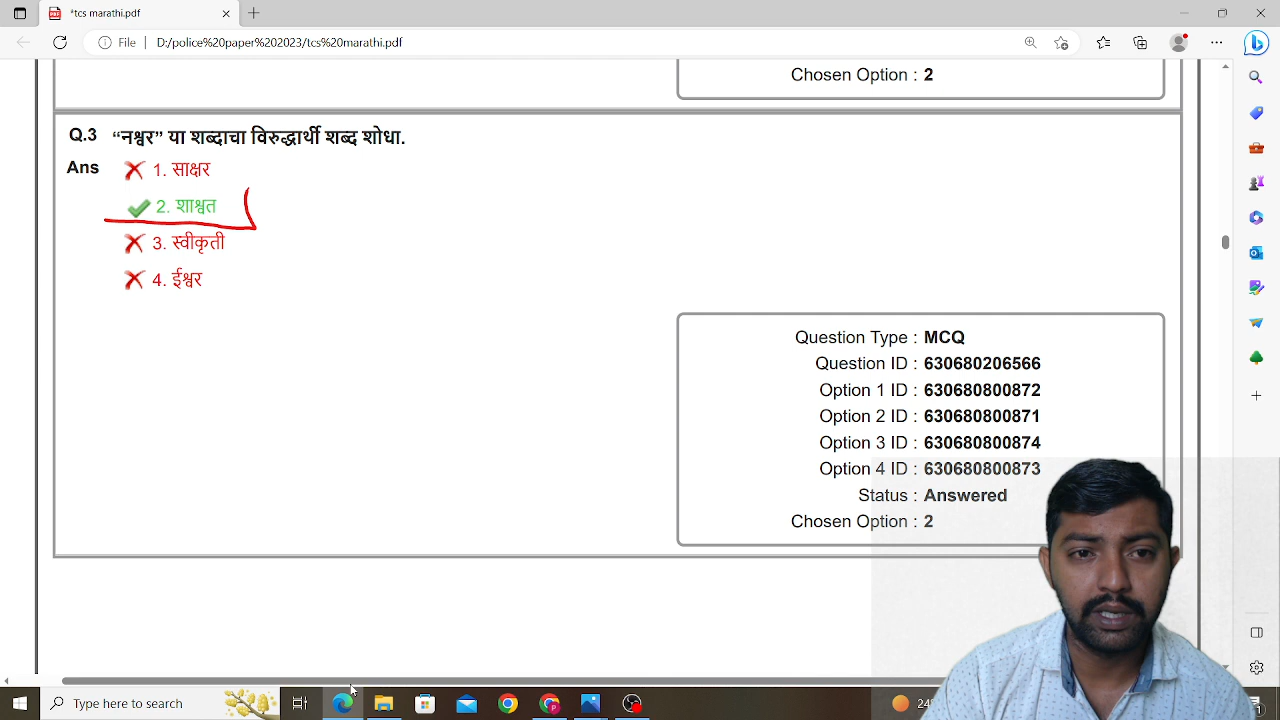 *tcs marathi.pdf
File | D:/police%20paper%202023/tcs%20marathi.pdf
Chosen Option : 2
Q.3 “नश्वर” या शब्दाचा विरुद्धार्थी शब्द शोधा.
Ans 1. साक्षर
2. शाश्वत
3. स्वीकृती
4. ईश्वर
Question Type : MCQ
Question ID : 630680206566
Option 1 ID : 630680800872
Option 2 ID : 630680800871
Option 3 ID : 630680800874
Option 4 ID : 630680800873
Status : Answered
Chosen Option : 2
Type here to search